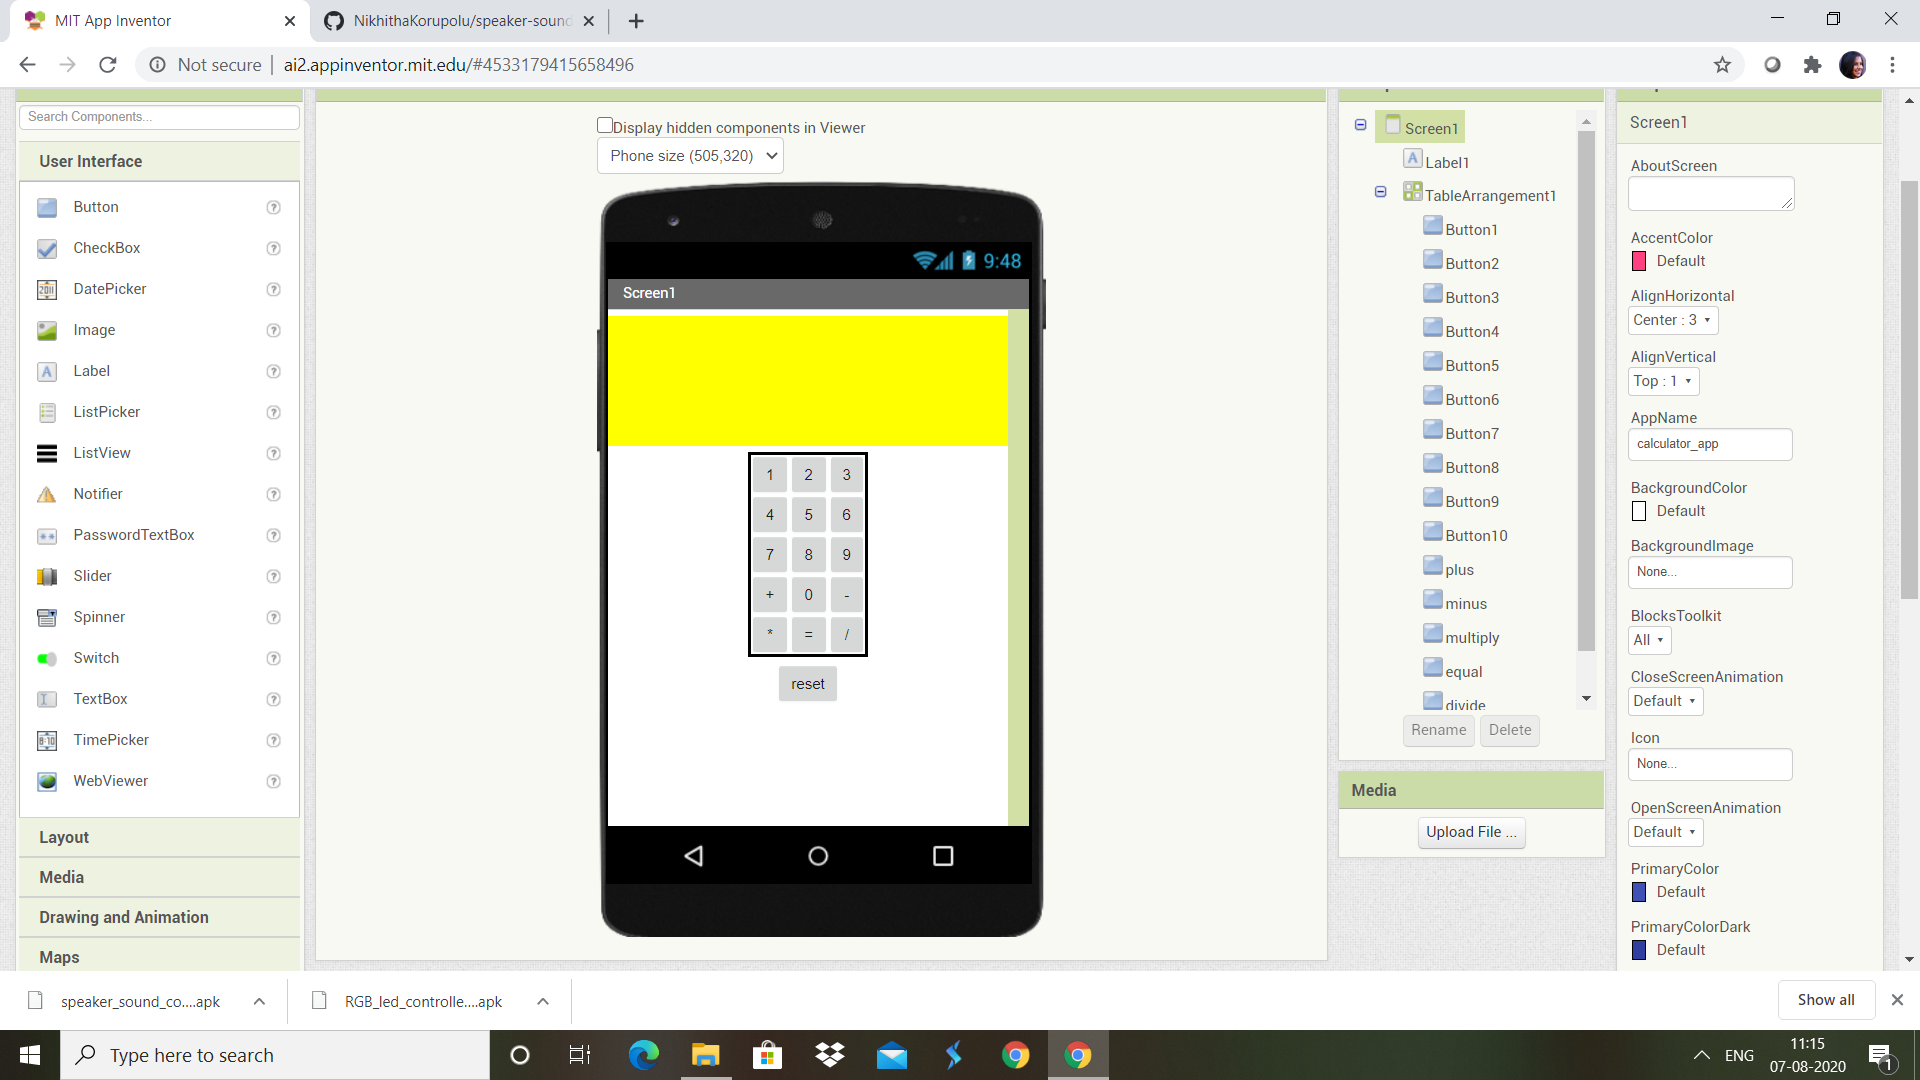 MIT App Inventor
NikhithaKorupolu/speaker-soun
Not secure
ai2.appinventor.mit.edu/#4533179415658496
Search Components...
User Interface
Button
CheckBox
DatePicker
Image
Label
ListPicker
ListView
Notifier
PasswordTextBox
Slider
Spinner
Switch
TextBox
TimePicker
WebViewer
Layout
Media
Drawing and Animation
Maps
Display hidden components in Viewer
Phone size (505,320)
9:48
Screen1
1 2 3
4 5 6
7 8 9
+ 0 -
* = /
reset
Screen1
Label1
TableArrangement1
Button1
Button2
Button3
Button4
Button5
Button6
Button7
Button8
Button9
Button10
plus
minus
multiply
equal
divide
Rename Delete
Media
Upload File ...
Screen1
AboutScreen
AccentColor
Default
AlignHorizontal
Center : 3
AlignVertical
Top : 1
AppName
calculator_app
BackgroundColor
Default
BackgroundImage
None...
BlocksToolkit
All
CloseScreenAnimation
Default
Icon
None...
OpenScreenAnimation
Default
PrimaryColor
Default
PrimaryColorDark
Default
speaker_sound_co....apk
RGB_led_controlle....apk
Show all
Type here to search
ENG
11:15
07-08-2020
1